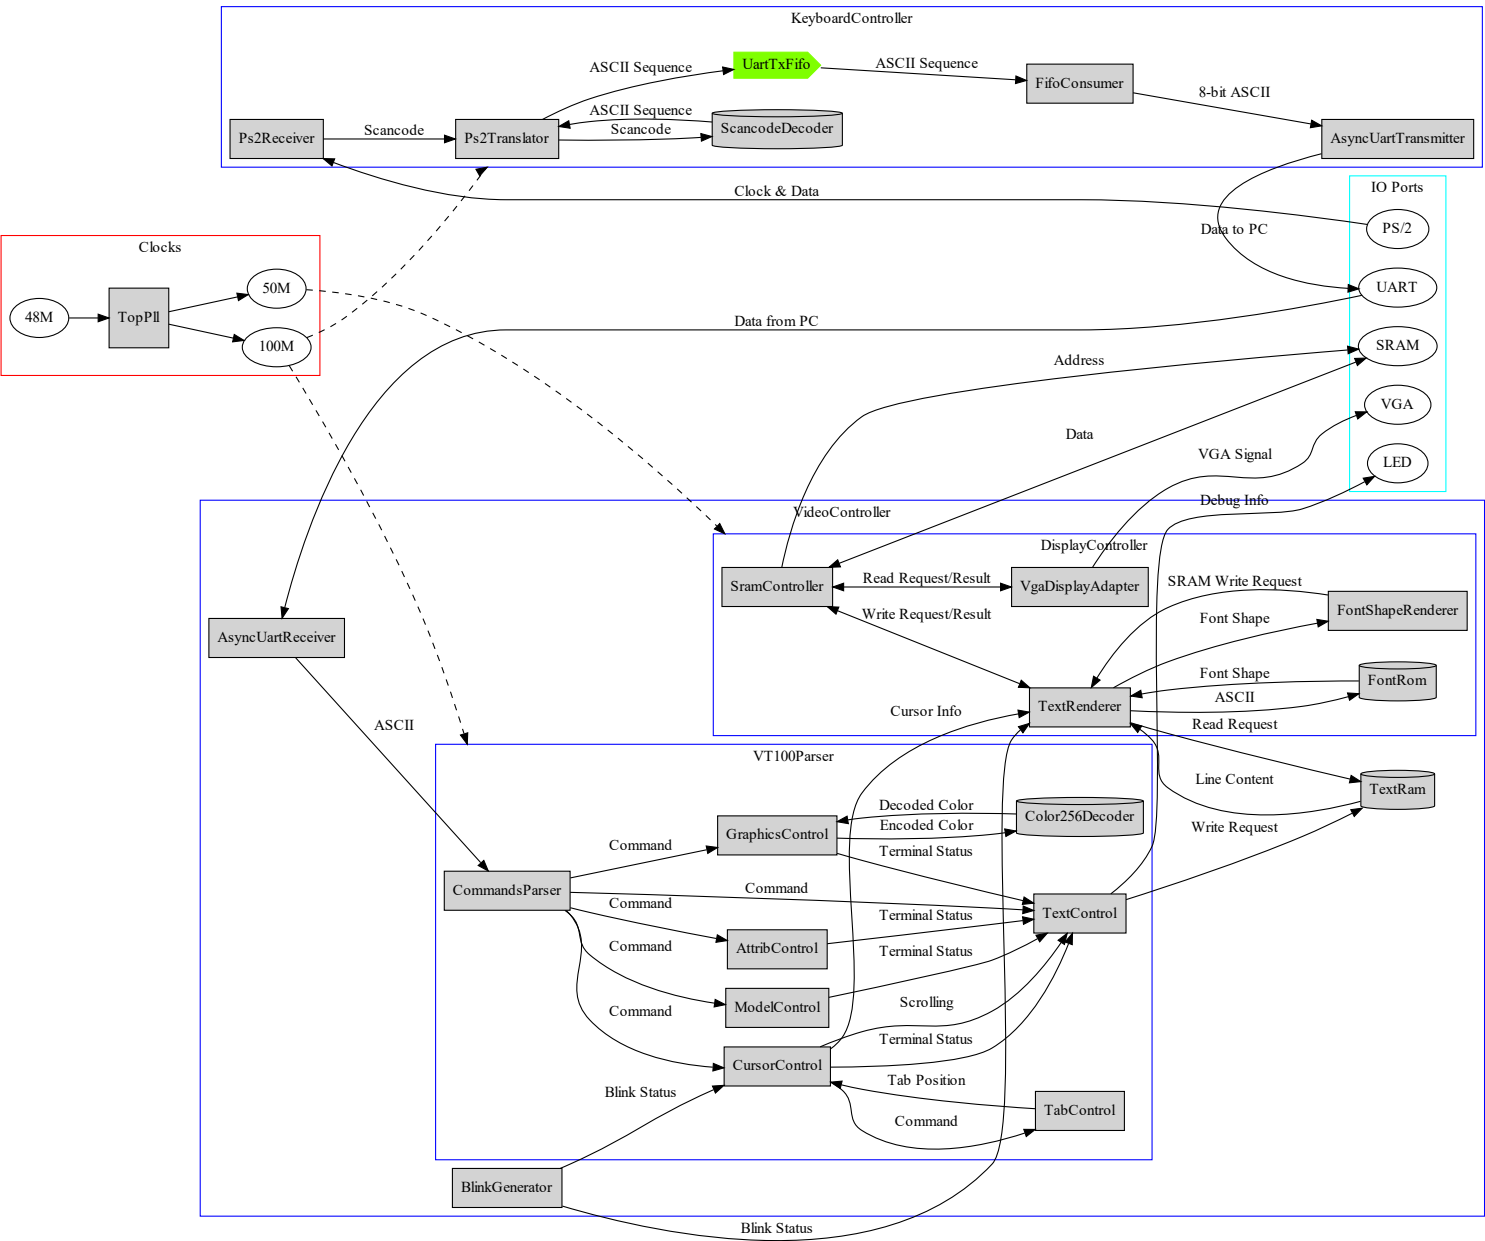 KeyboardController
ASCII Sequence
UartTxFifo
ASCII Sequence
FifoConsumer
8-bit ASCII
Ps2Receiver
Scancode
Ps2Translator
ASCII Sequence
Scancode
ScancodeDecoder
AsyncUartTransmitter
Clock & Data
IO Ports
PS/2
Data to PC
Clocks
48M
TopPll
50M
100M
UART
Data from PC
SRAM
Address
VGA
Data
VGA Signal
LED
Debug Info
VideoController
DisplayController
SramController
Read Request/Result
VgaDisplayAdapter
SRAM Write Request
FontShapeRenderer
Write Request/Result
Font Shape
AsyncUartReceiver
Font Shape
FontRom
ASCII
TextRenderer
Cursor Info
ASCII
Read Request
VT100Parser
Line Content
TextRam
Decoded Color
Color256Decoder
GraphicsControl
Encoded Color
Write Request
Command
Terminal Status
CommandsParser
Command
Command
TextControl
Terminal Status
AttribControl
Command
Terminal Status
ModelControl
Scrolling
Command
Terminal Status
CursorControl
Blink Status
Tab Position
TabControl
Command
BlinkGenerator
Blink Status